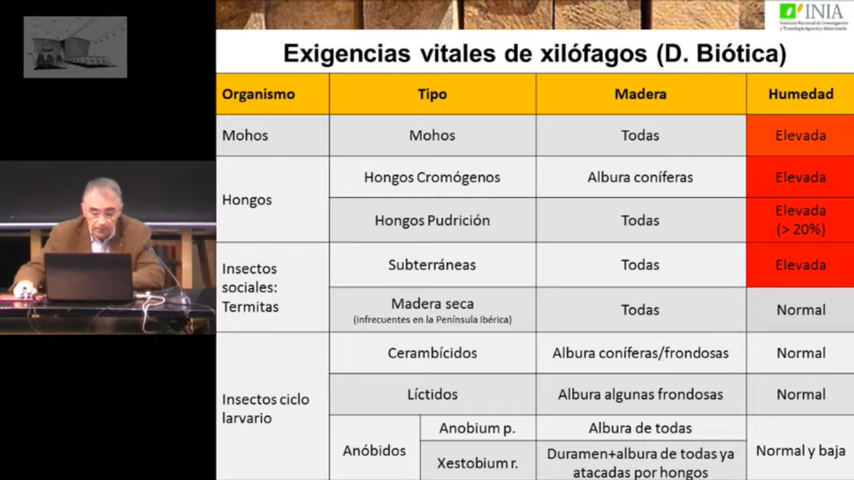 INIA
Instituto Nacional de Investigación
y Tecnología Agraria y Alimentaria
Exigencias vitales de xilófagos (D. Biótica)
Organismo Tipo Madera Humedad
Mohos Mohos Todas Elevada
Hongos
Hongos Cromógenos Albura coníferas Elevada
Hongos Pudrición Todas Elevada
(> 20%)
Insectos
sociales:
Termitas
Subterráneas Todas Elevada
Madera seca Todas Normal
(infrecuentes en la Península Ibérica)
Insectos ciclo
larvario
Cerambícidos Albura coníferas/frondosas Normal
Líctidos Albura algunas frondosas Normal
Anóbidos
Anobium p. Albura de todas
Normal y baja
Xestobium r. Duramen+albura de todas ya
atacadas por hongos